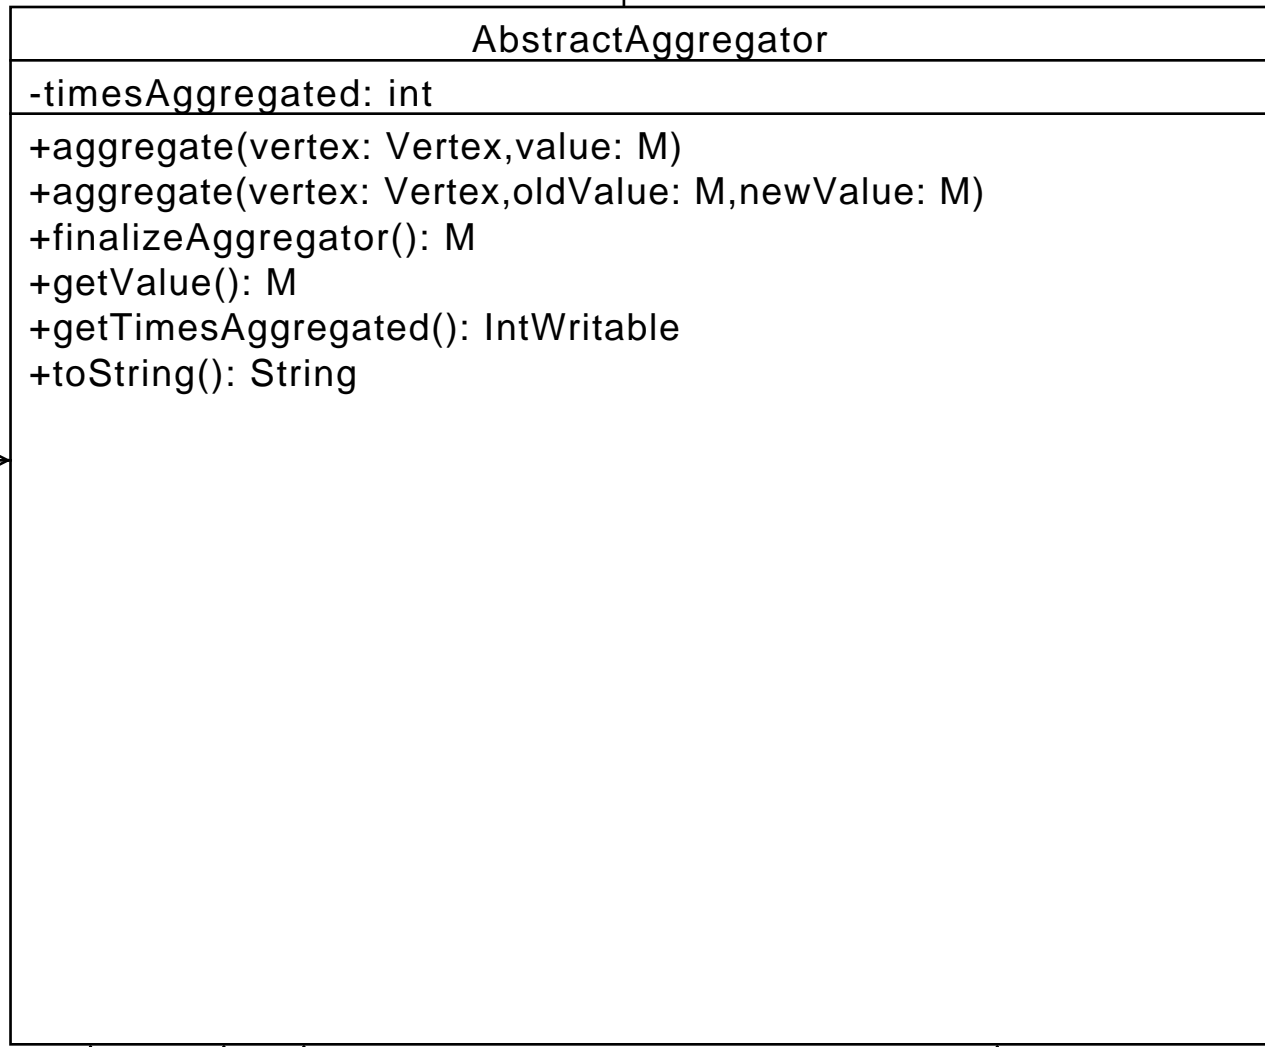 AbstractAggregator
-timesAggregated: int
+aggregate(vertex: Vertex,value: M)
+aggregate(vertex: Vertex,oldValue: M,newValue: M)
+finalizeAggregator(): M
+getValue(): M
+getTimesAggregated(): IntWritable
+toString(): String